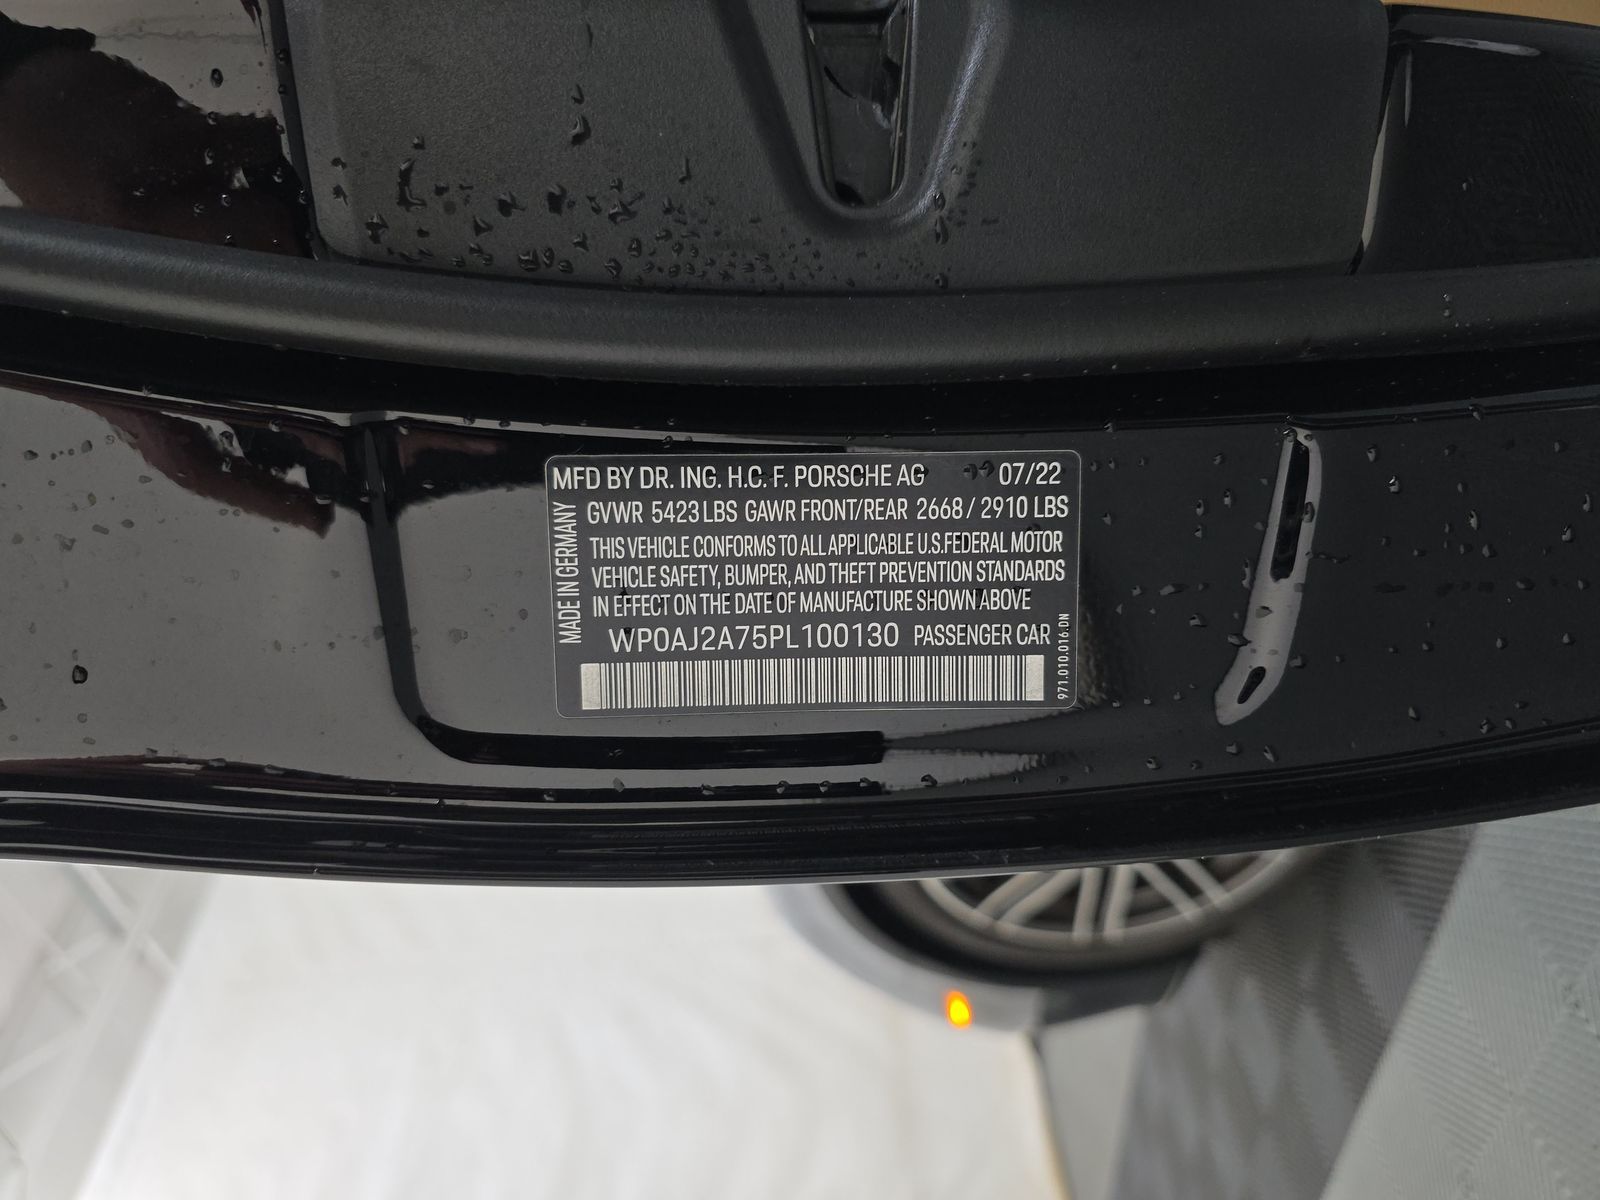 MFD BY DR. ING. H.C. F. PORSCHE AG 07/22
GVWR 5423 LBS GAWR FRONT/REAR 2668 / 2910 LBS
THIS VEHICLE CONFORMS TO ALL APPLICABLE U.S. FEDERAL MOTOR
VEHICLE SAFETY, BUMPER, AND THEFT PREVENTION STANDARDS
IN EFFECT ON THE DATE OF MANUFACTURE SHOWN ABOVE
WP0AJ2A75PL100130 PASSENGER CAR
MADE IN GERMANY
971.010.016.DN